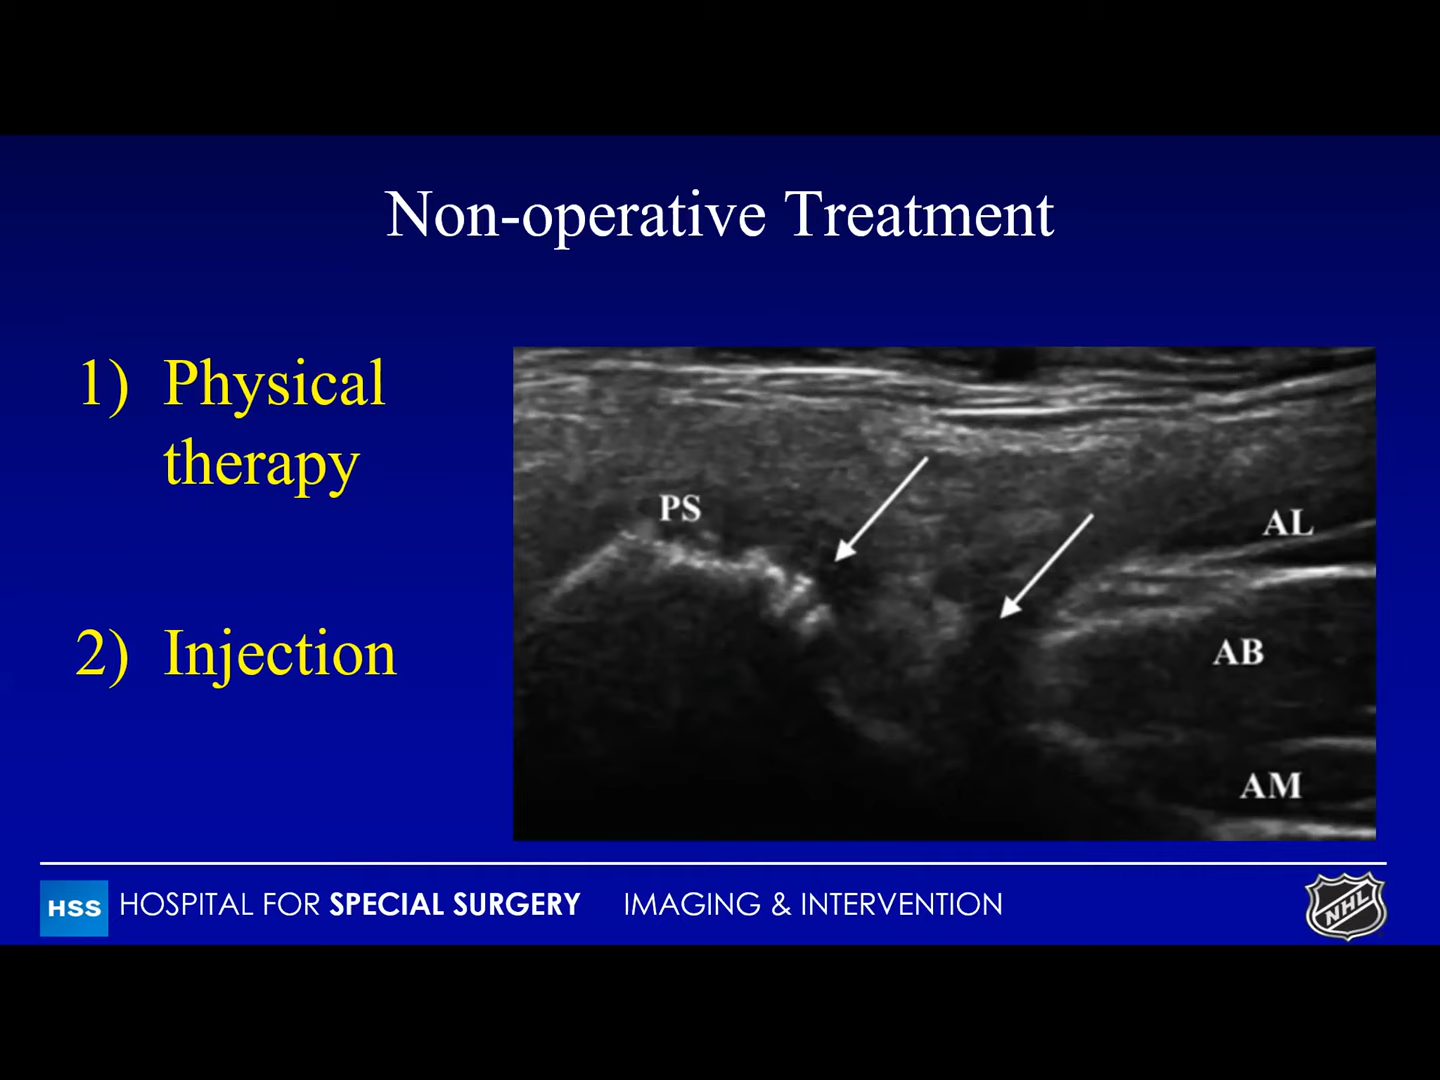 Non-operative Treatment
1) Physical
therapy
2) Injection
PS
AL
AB
AM
HSS HOSPITAL FOR SPECIAL SURGERY IMAGING & INTERVENTION
NHL